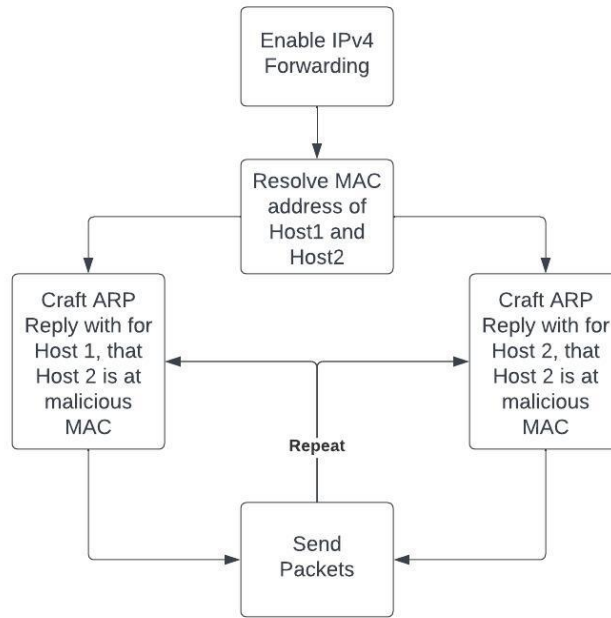 Enable IPv4
Forwarding
Resolve MAC
address of
Host1 and
Host2
Craft ARP
Reply with for
Host 1, that
Host 2 is at
malicious
MAC
Craft ARP
Reply with for
Host 2, that
Host 2 is at
malicious
MAC
Repeat
Send
Packets